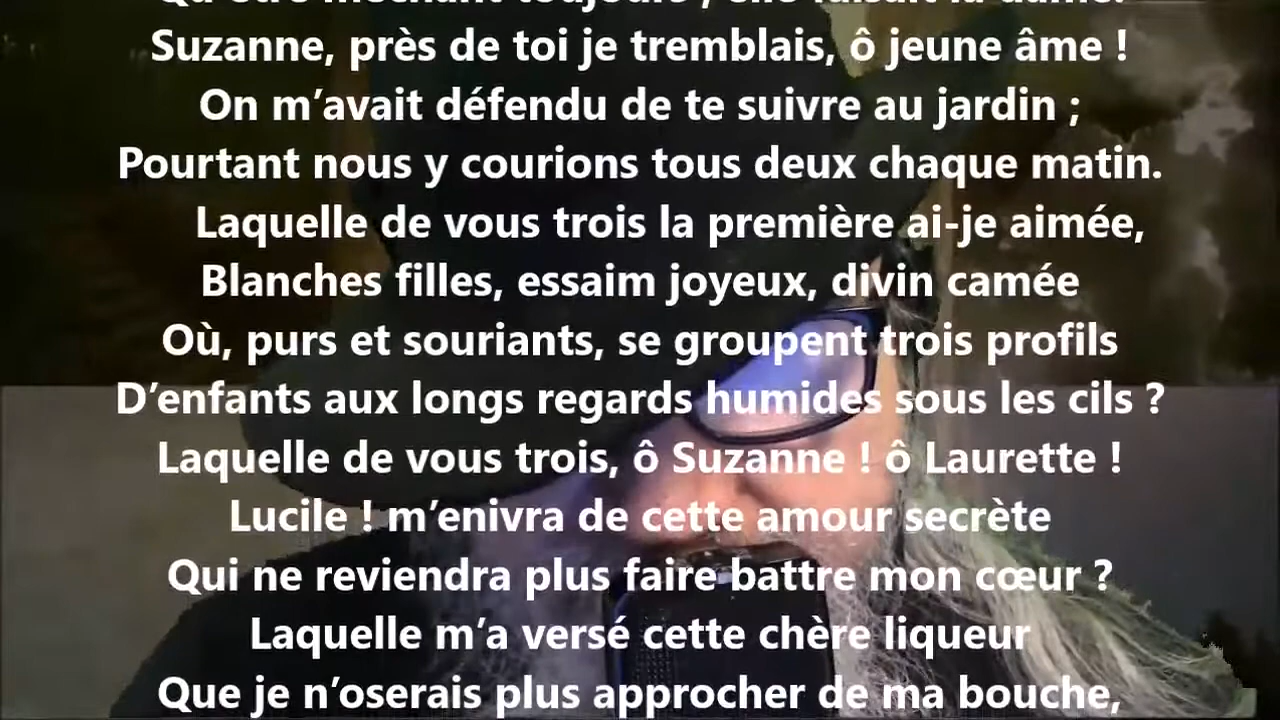 Suzanne, près de toi je tremblais, ô jeune âme !
On m’avait défendu de te suivre au jardin ;
Pourtant nous y courions tous deux chaque matin.
Laquelle de vous trois la première ai-je aimée,
Blanches filles, essaim joyeux, divin camée
Où, purs et souriants, se groupent trois profils
D’enfants aux longs regards humides sous les cils ?
Laquelle de vous trois, ô Suzanne ! ô Laurette !
Lucile ! m’enivra de cette amour secrète
Qui ne reviendra plus faire battre mon cœur ?
Laquelle m’a versé cette chère liqueur
Que je n’oserais plus approcher de ma bouche,